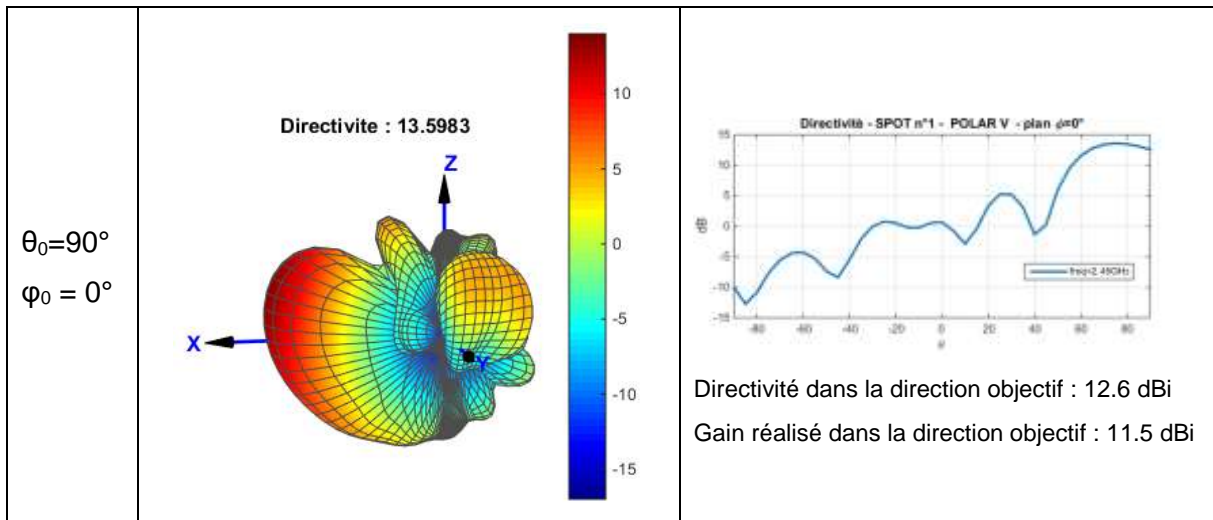 θ₀=90°
φ₀ = 0°
Directivite : 13.5983
Z
X
Y
10
5
0
-5
-10
-15
Directivité - SPOT n°1 - POLAR V - plan ϕ=0°
dB
15
10
5
0
-5
-10
-15
-80 -60 -40 -20 0 20 40 60 80
θ
freq=2.45GHz
Directivité dans la direction objectif : 12.6 dBi
Gain réalisé dans la direction objectif : 11.5 dBi